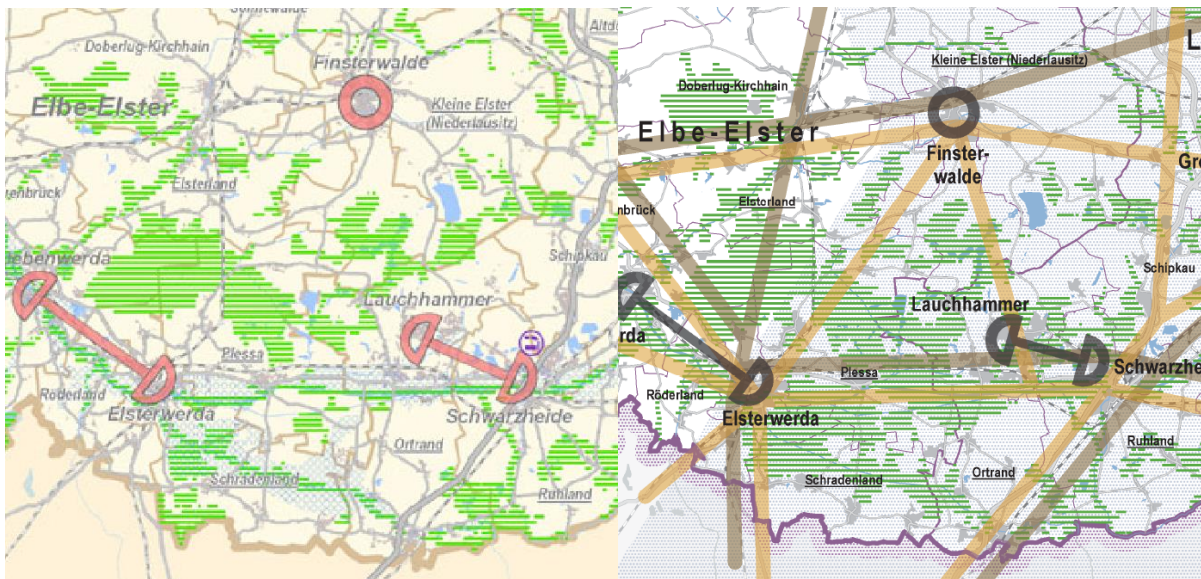 Doberlug-Kirchhain
Finsterwalde
Elbe-Elster
Kleine Elster
(Niederlausitz)
Elsterland
Schipkau
Lauchhammer
Plessa
Röderland
Elsterwerda
Schwarzheide
Ortrand
Schradenland
Ruhland
Kleine Elster (Niederlausitz)
Doberlug-Kirchhain
Elbe-Elster
Finster-
walde
Elsterland
Schipkau
Lauchhammer
Plessa
Schwarzhe
Röderland
Elsterwerda
Ruhland
Schradenland
Ortrand